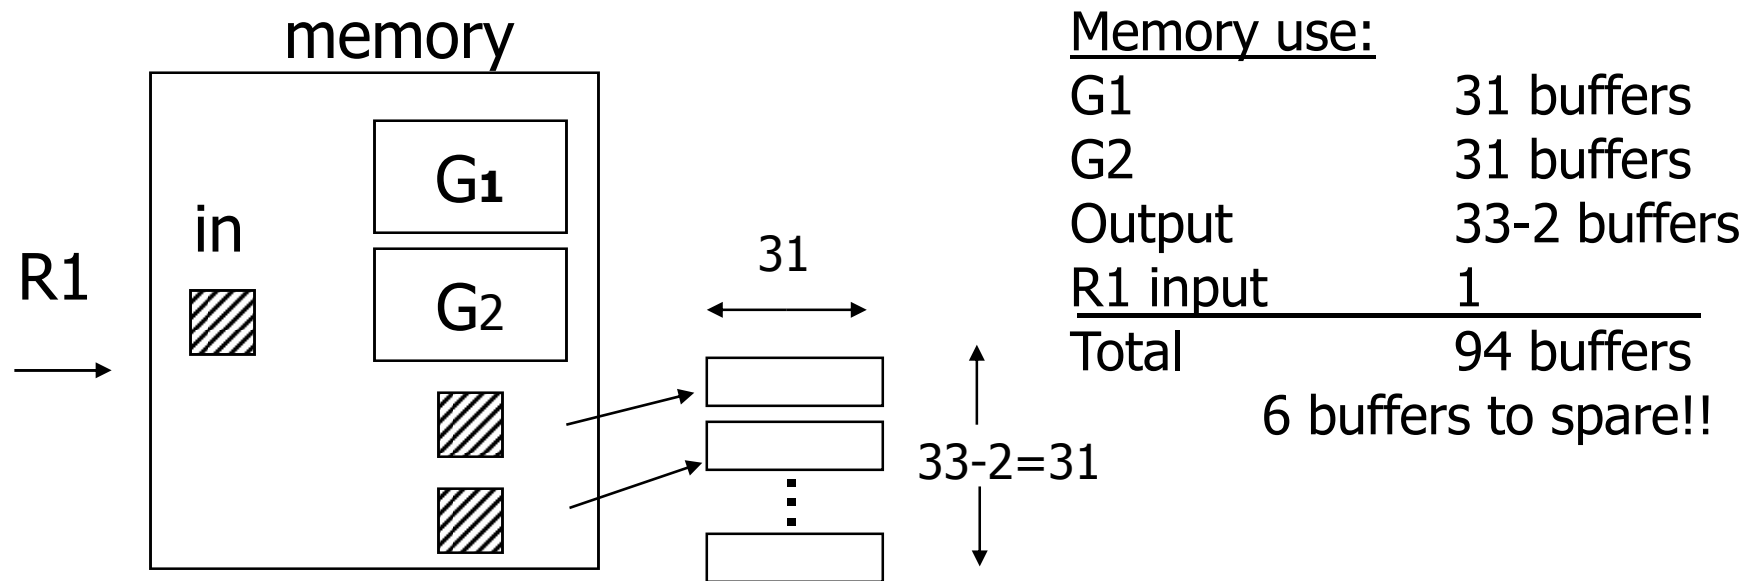 memory
in
R1
G1
G2
31
33-2=31
Memory use:
G1 31 buffers
G2 31 buffers
Output 33-2 buffers
R1 input 1
Total 94 buffers
6 buffers to spare!!